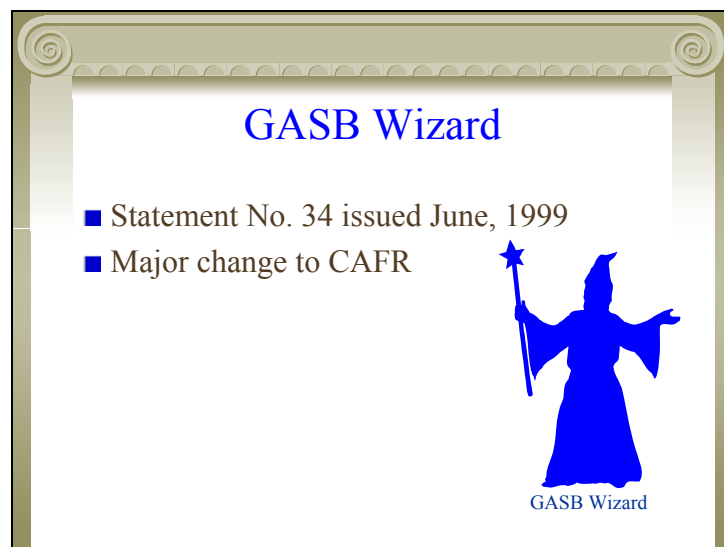 GASB Wizard
Statement No. 34 issued June, 1999
Major change to CAFR
GASB Wizard